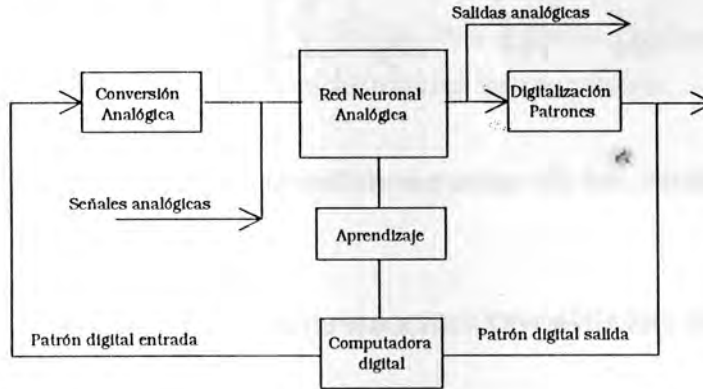 Salidas analógicas
Conversión
Analógica
Red Neuronal
Analógica
Digitalización
Patrones
Señales analógicas
Aprendizaje
Patrón digital entrada
Computadora
digital
Patrón digital salida